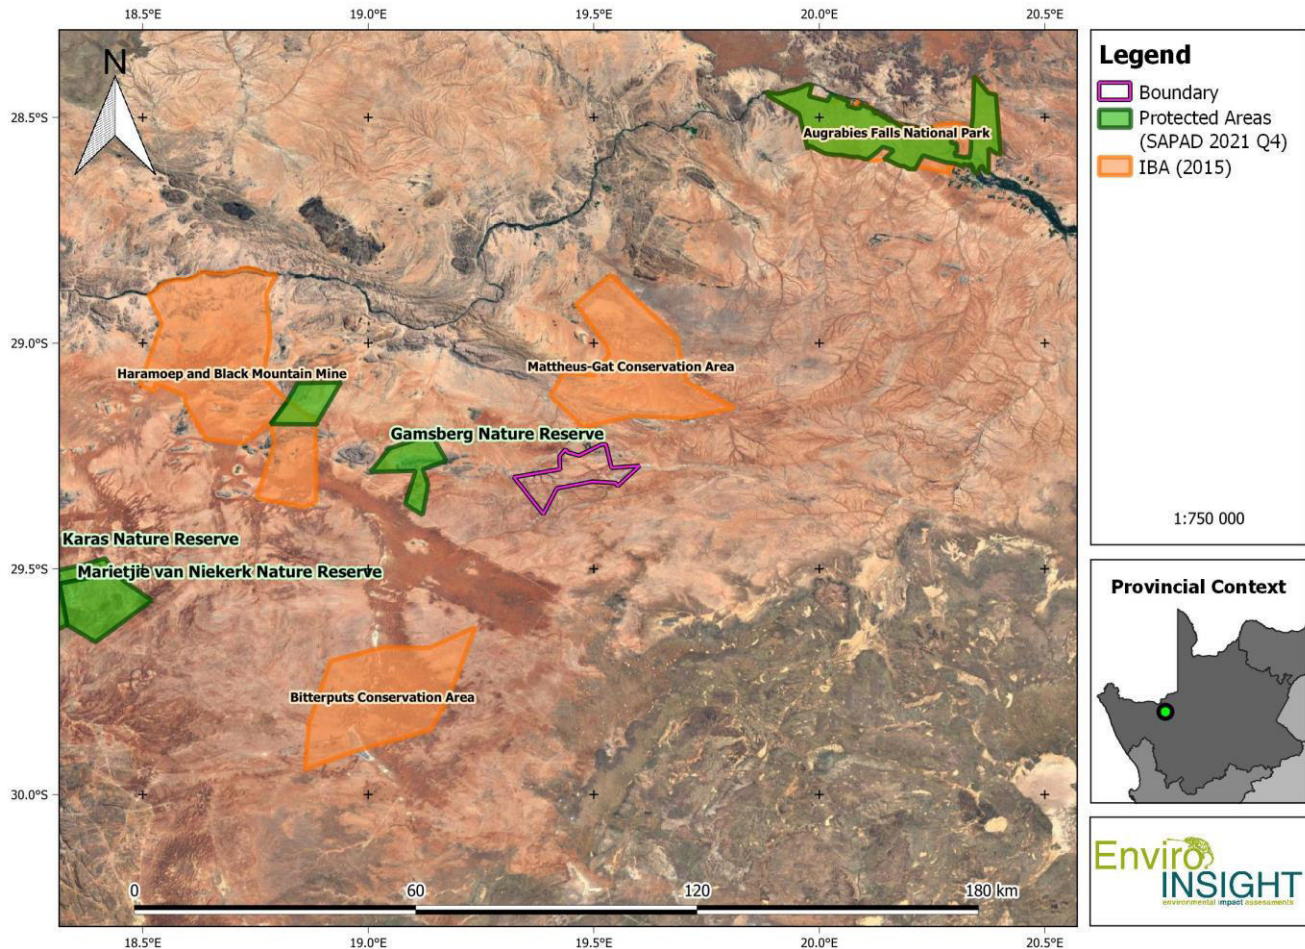 18.5°E 19.0°E 19.5°E 20.0°E 20.5°E
N
28.5°S
29.0°S
29.5°S
30.0°S
Augrabies Falls National Park
Haramoep and Black Mountain Mine
Mattheus-Gat Conservation Area
Gamsberg Nature Reserve
Karas Nature Reserve
Marietjie van Niekerk Nature Reserve
Bitterputs Conservation Area
0 60 120 180 km
18.5°E 19.0°E 19.5°E 20.0°E 20.5°E
Legend
Boundary
Protected Areas
(SAPAD 2021 Q4)
IBA (2015)
1:750 000
Provincial Context
Enviro
INSIGHT
environmental impact assessments